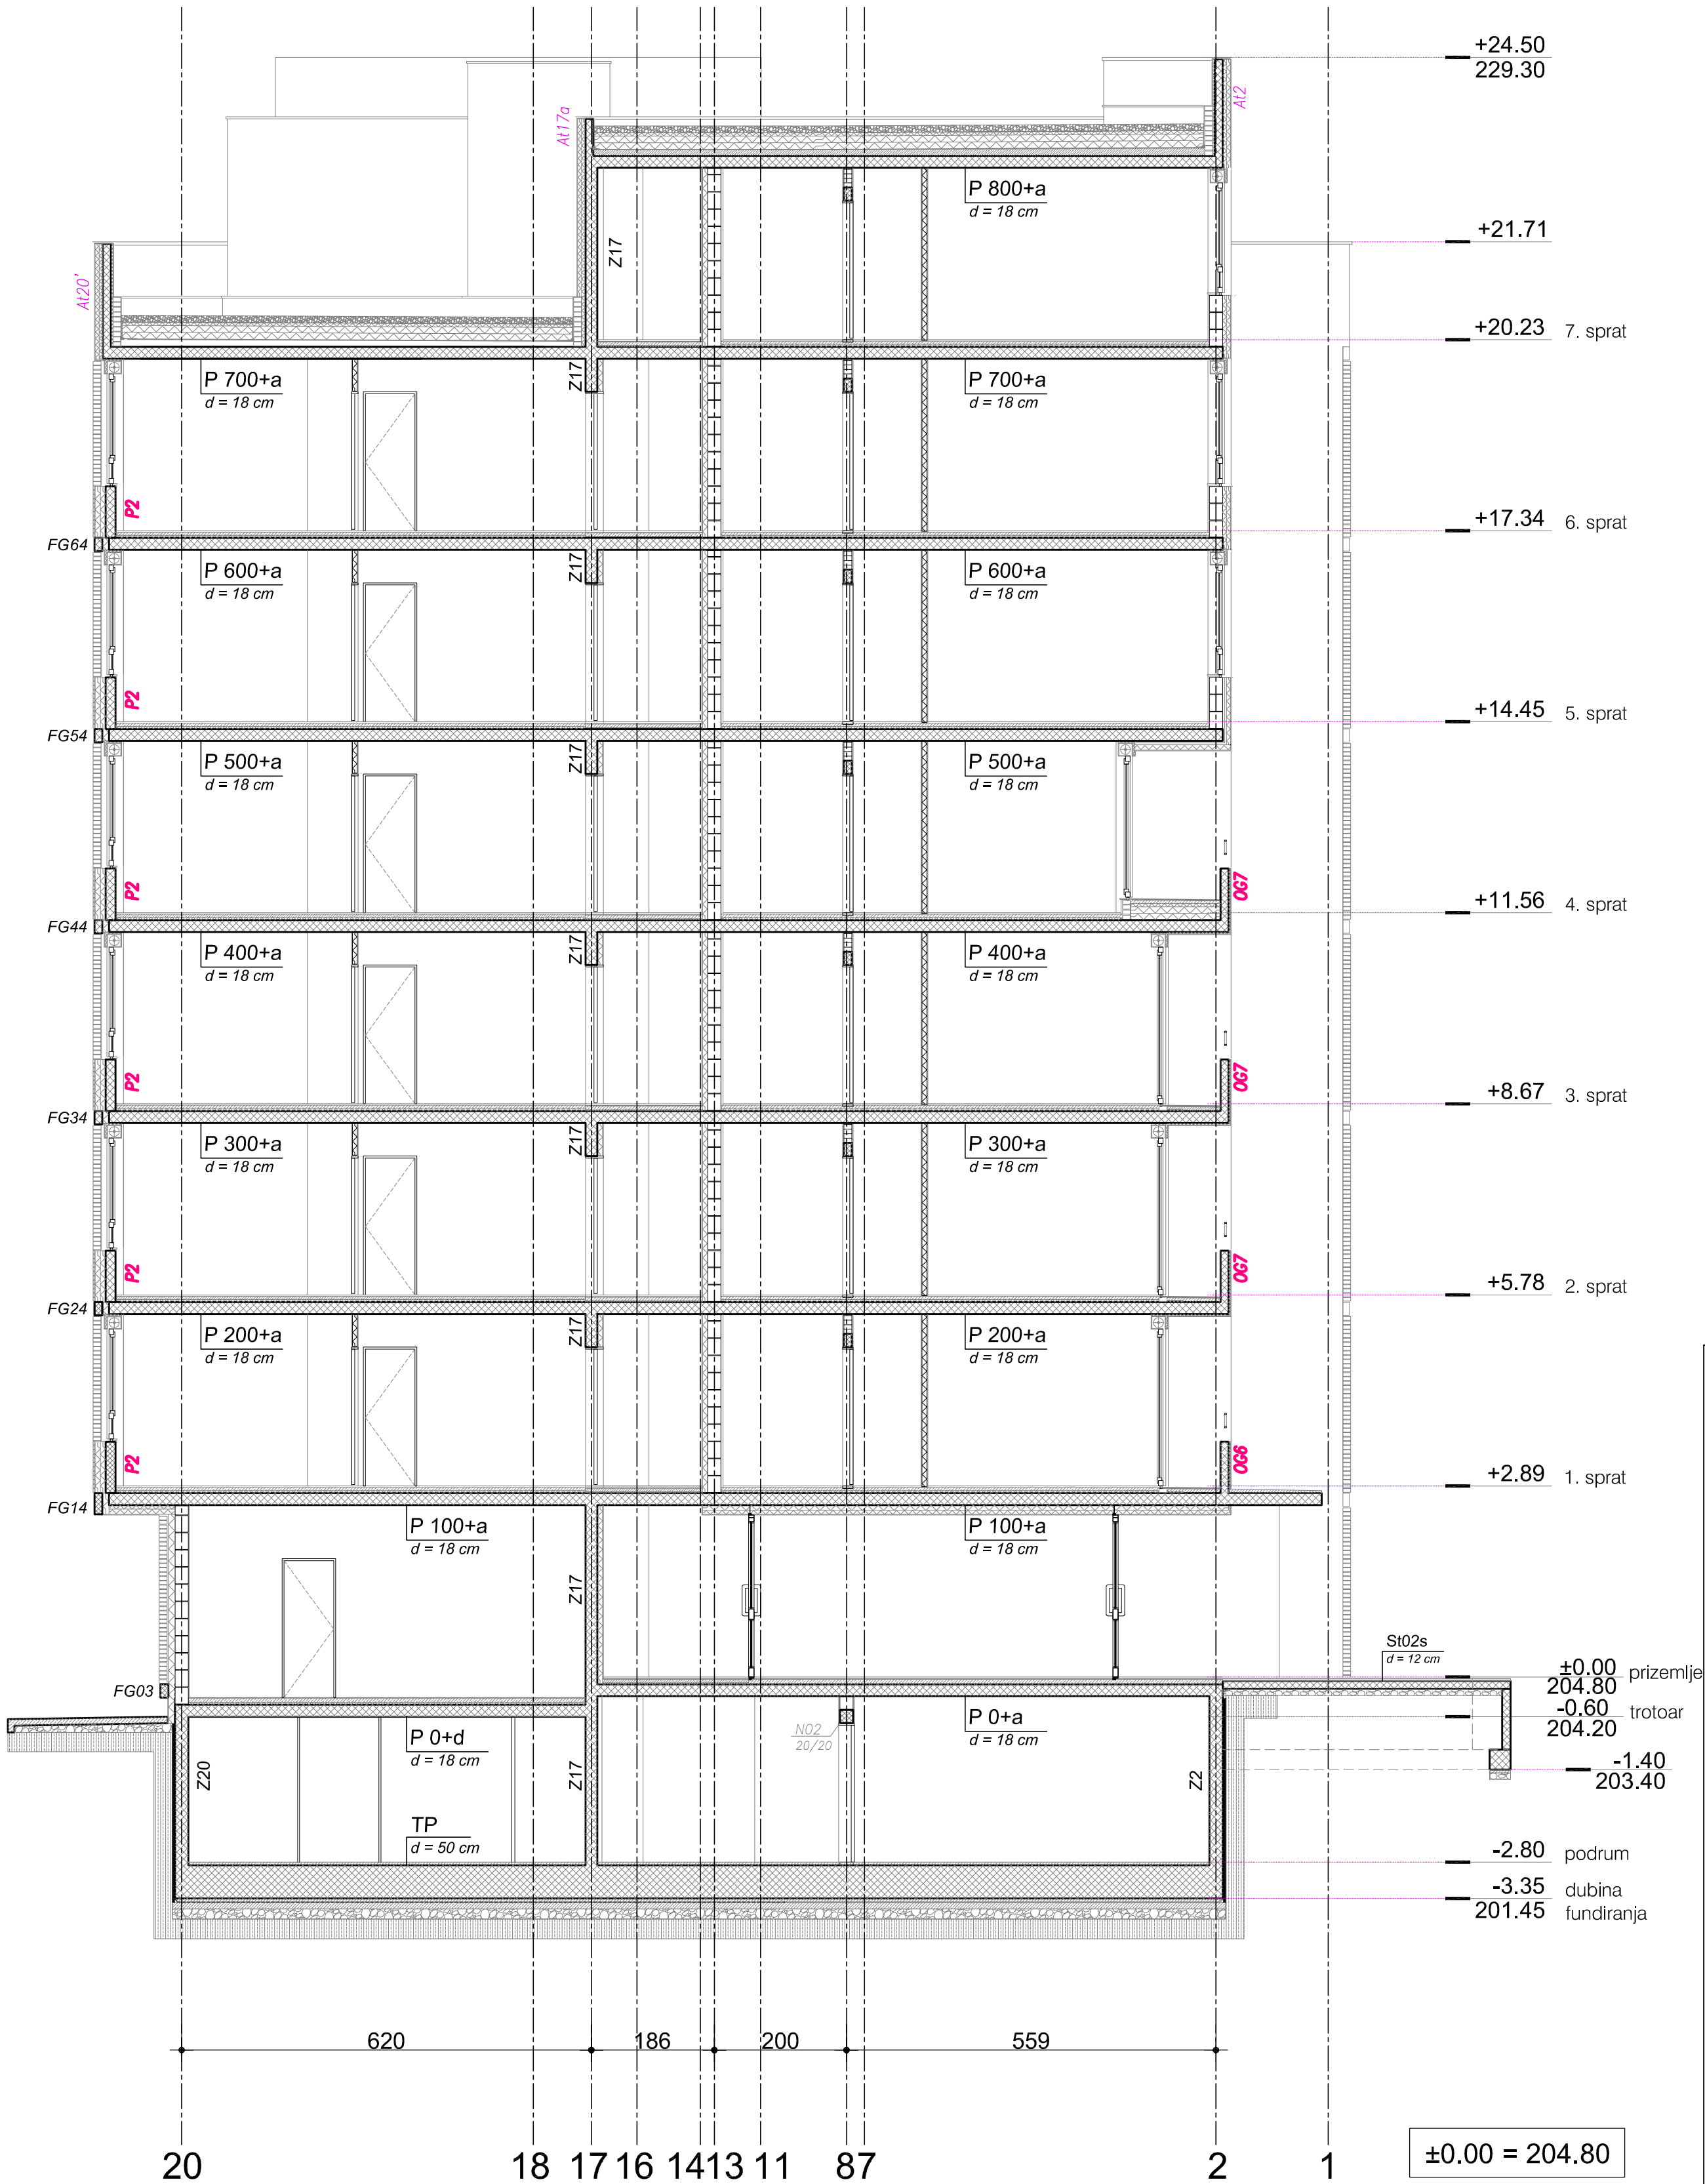 +24.50
229.30
At2
At17a
P 800+a
d = 18 cm
+21.71
Z17
At20'
+20.23 7. sprat
P 700+a
d = 18 cm
Z17
P 700+a
d = 18 cm
P2
+17.34 6. sprat
FG64
P 600+a
d = 18 cm
Z17
P 600+a
d = 18 cm
P2
+14.45 5. sprat
FG54
P 500+a
d = 18 cm
Z17
P 500+a
d = 18 cm
P2
OG7
+11.56 4. sprat
FG44
P 400+a
d = 18 cm
Z17
P 400+a
d = 18 cm
P2
OG7
+8.67 3. sprat
FG34
P 300+a
d = 18 cm
Z17
P 300+a
d = 18 cm
P2
OG7
+5.78 2. sprat
FG24
P 200+a
d = 18 cm
Z17
P 200+a
d = 18 cm
P2
OG6
+2.89 1. sprat
FG14
P 100+a
d = 18 cm
P 100+a
d = 18 cm
Z17
St02s
d = 12 cm
±0.00 prizemlje
204.80
FG03
-0.60 trotoar
204.20
P 0+d
d = 18 cm
N02
20/20
P 0+a
d = 18 cm
Z20
Z17
Z2
-1.40
203.40
TP
d = 50 cm
-2.80 podrum
-3.35 dubina
201.45 fundiranja
620 186 200 559
20 18 17 16 14 13 11 8 7 2 1
±0.00 = 204.80